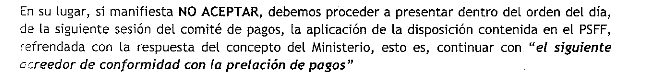 En su lugar, si manifiesta NO ACEPTAR, debemos proceder a presentar dentro del orden del día,
de la siguiente sesión del comité de pagos, la aplicación de la disposición contenida en el PSFF,
refrendada con la respuesta del concepto del Ministerio, esto es, continuar con "el siguiente
acreedor de conformidad con la prelación de pagos"